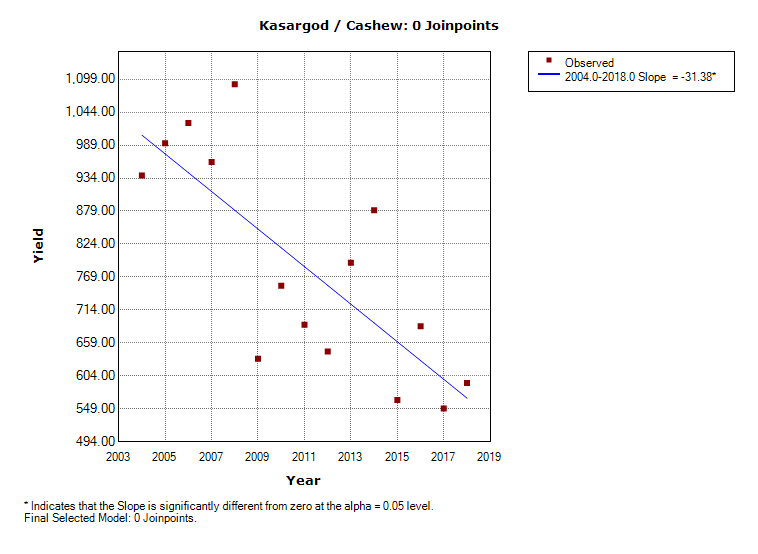 Kasargod / Cashew: 0 Joinpoints
Observed
2004.0-2018.0 Slope = -31.38*
1,099.00
1,044.00
989.00
934.00
879.00
824.00
769.00
714.00
659.00
604.00
549.00
494.00
Yield
2003 2005 2007 2009 2011 2013 2015 2017 2019
Year
* Indicates that the Slope is significantly different from zero at the alpha = 0.05 level.
Final Selected Model: 0 Joinpoints.